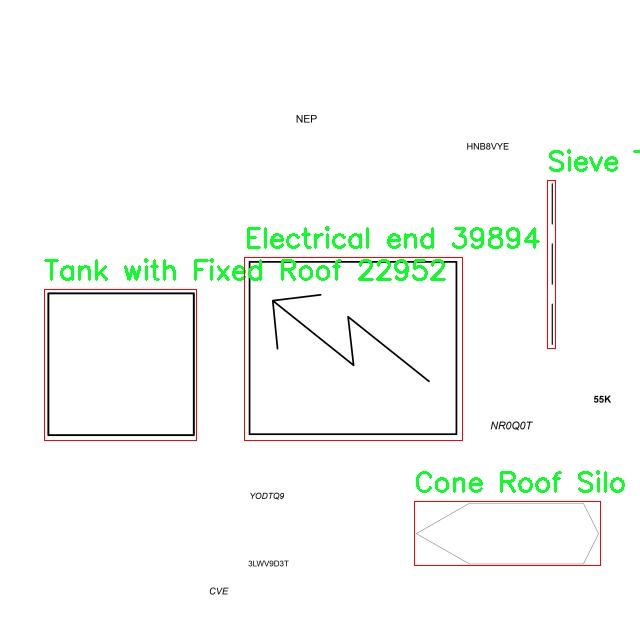 NEP
HNB8VYE
Sieve
Electrical end 39894
Tank with Fixed Roof 22952
55K
NR0Q0T
Cone Roof Silo
YODTQ9
3LWV9D3T
CVE